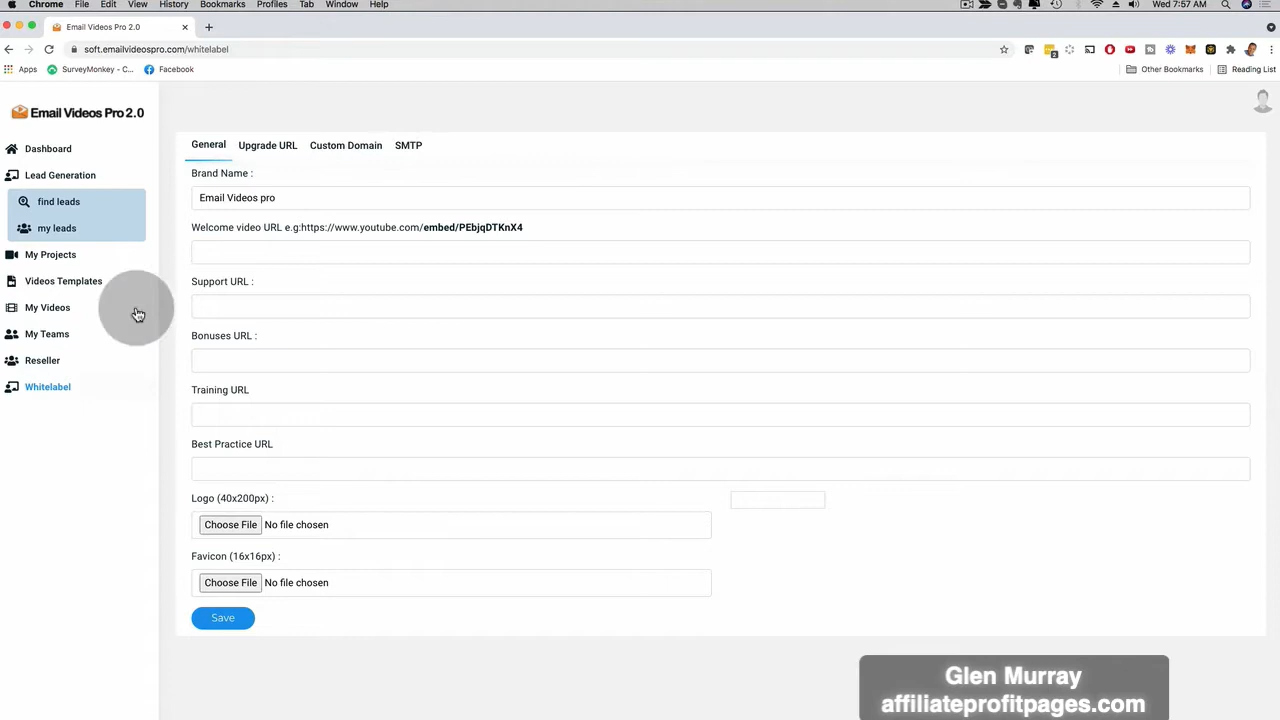 Chrome File Edit View History Bookmarks Profiles Tab Window Help Wed 7:57 AM
Email Videos Pro 2.0
soft.emailvideospro.com/whitelabel
2
Apps SurveyMonkey - C... Facebook Other Bookmarks Reading List
Email Videos Pro 2.0
Dashboard
Lead Generation
find leads
my leads
My Projects
Videos Templates
My Videos
My Teams
Reseller
Whitelabel
General Upgrade URL Custom Domain SMTP
Brand Name :
Email Videos pro
Welcome video URL e.g:https://www.youtube.com/embed/PEbjqDTKnX4
Support URL :
Bonuses URL :
Training URL
Best Practice URL
Logo (40x200px) :
Choose File No file chosen
Favicon (16x16px) :
Choose File No file chosen
Save
Glen Murray
affiliateprofitpages.com